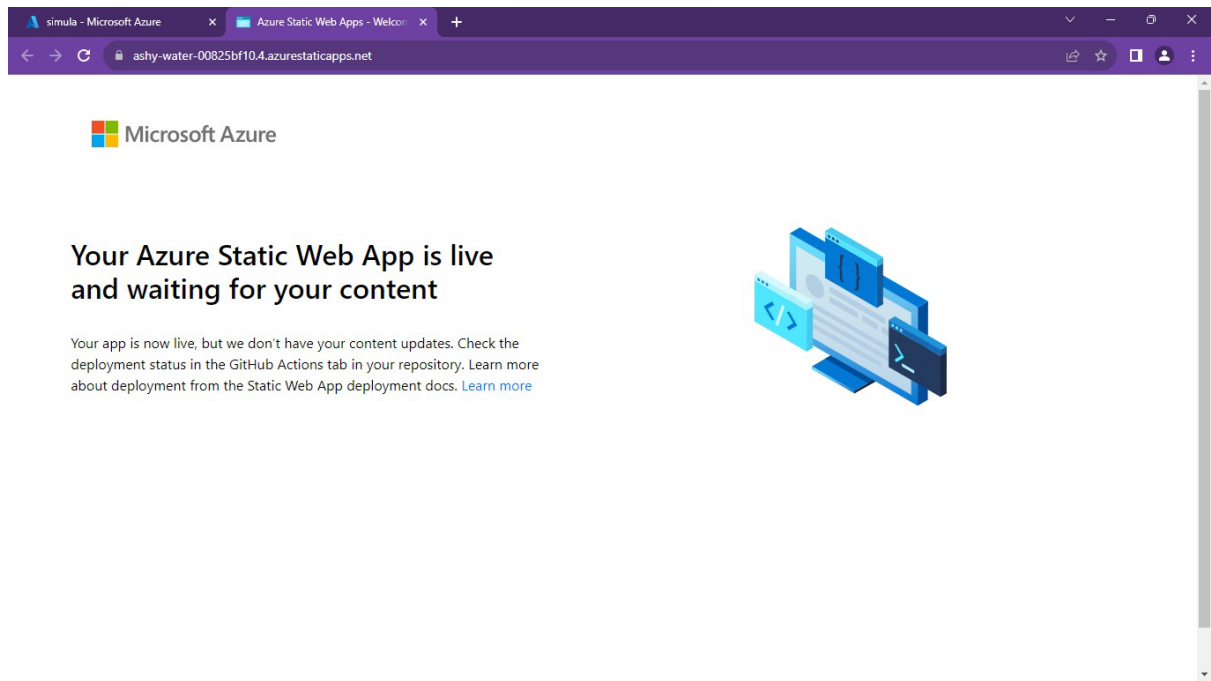 simula - Microsoft Azure
Azure Static Web Apps - Welcon
ashy-water-00825bf10.4.azurestaticapps.net
Microsoft Azure
Your Azure Static Web App is live
and waiting for your content
Your app is now live, but we don't have your content updates. Check the
deployment status in the GitHub Actions tab in your repository. Learn more
about deployment from the Static Web App deployment docs. Learn more